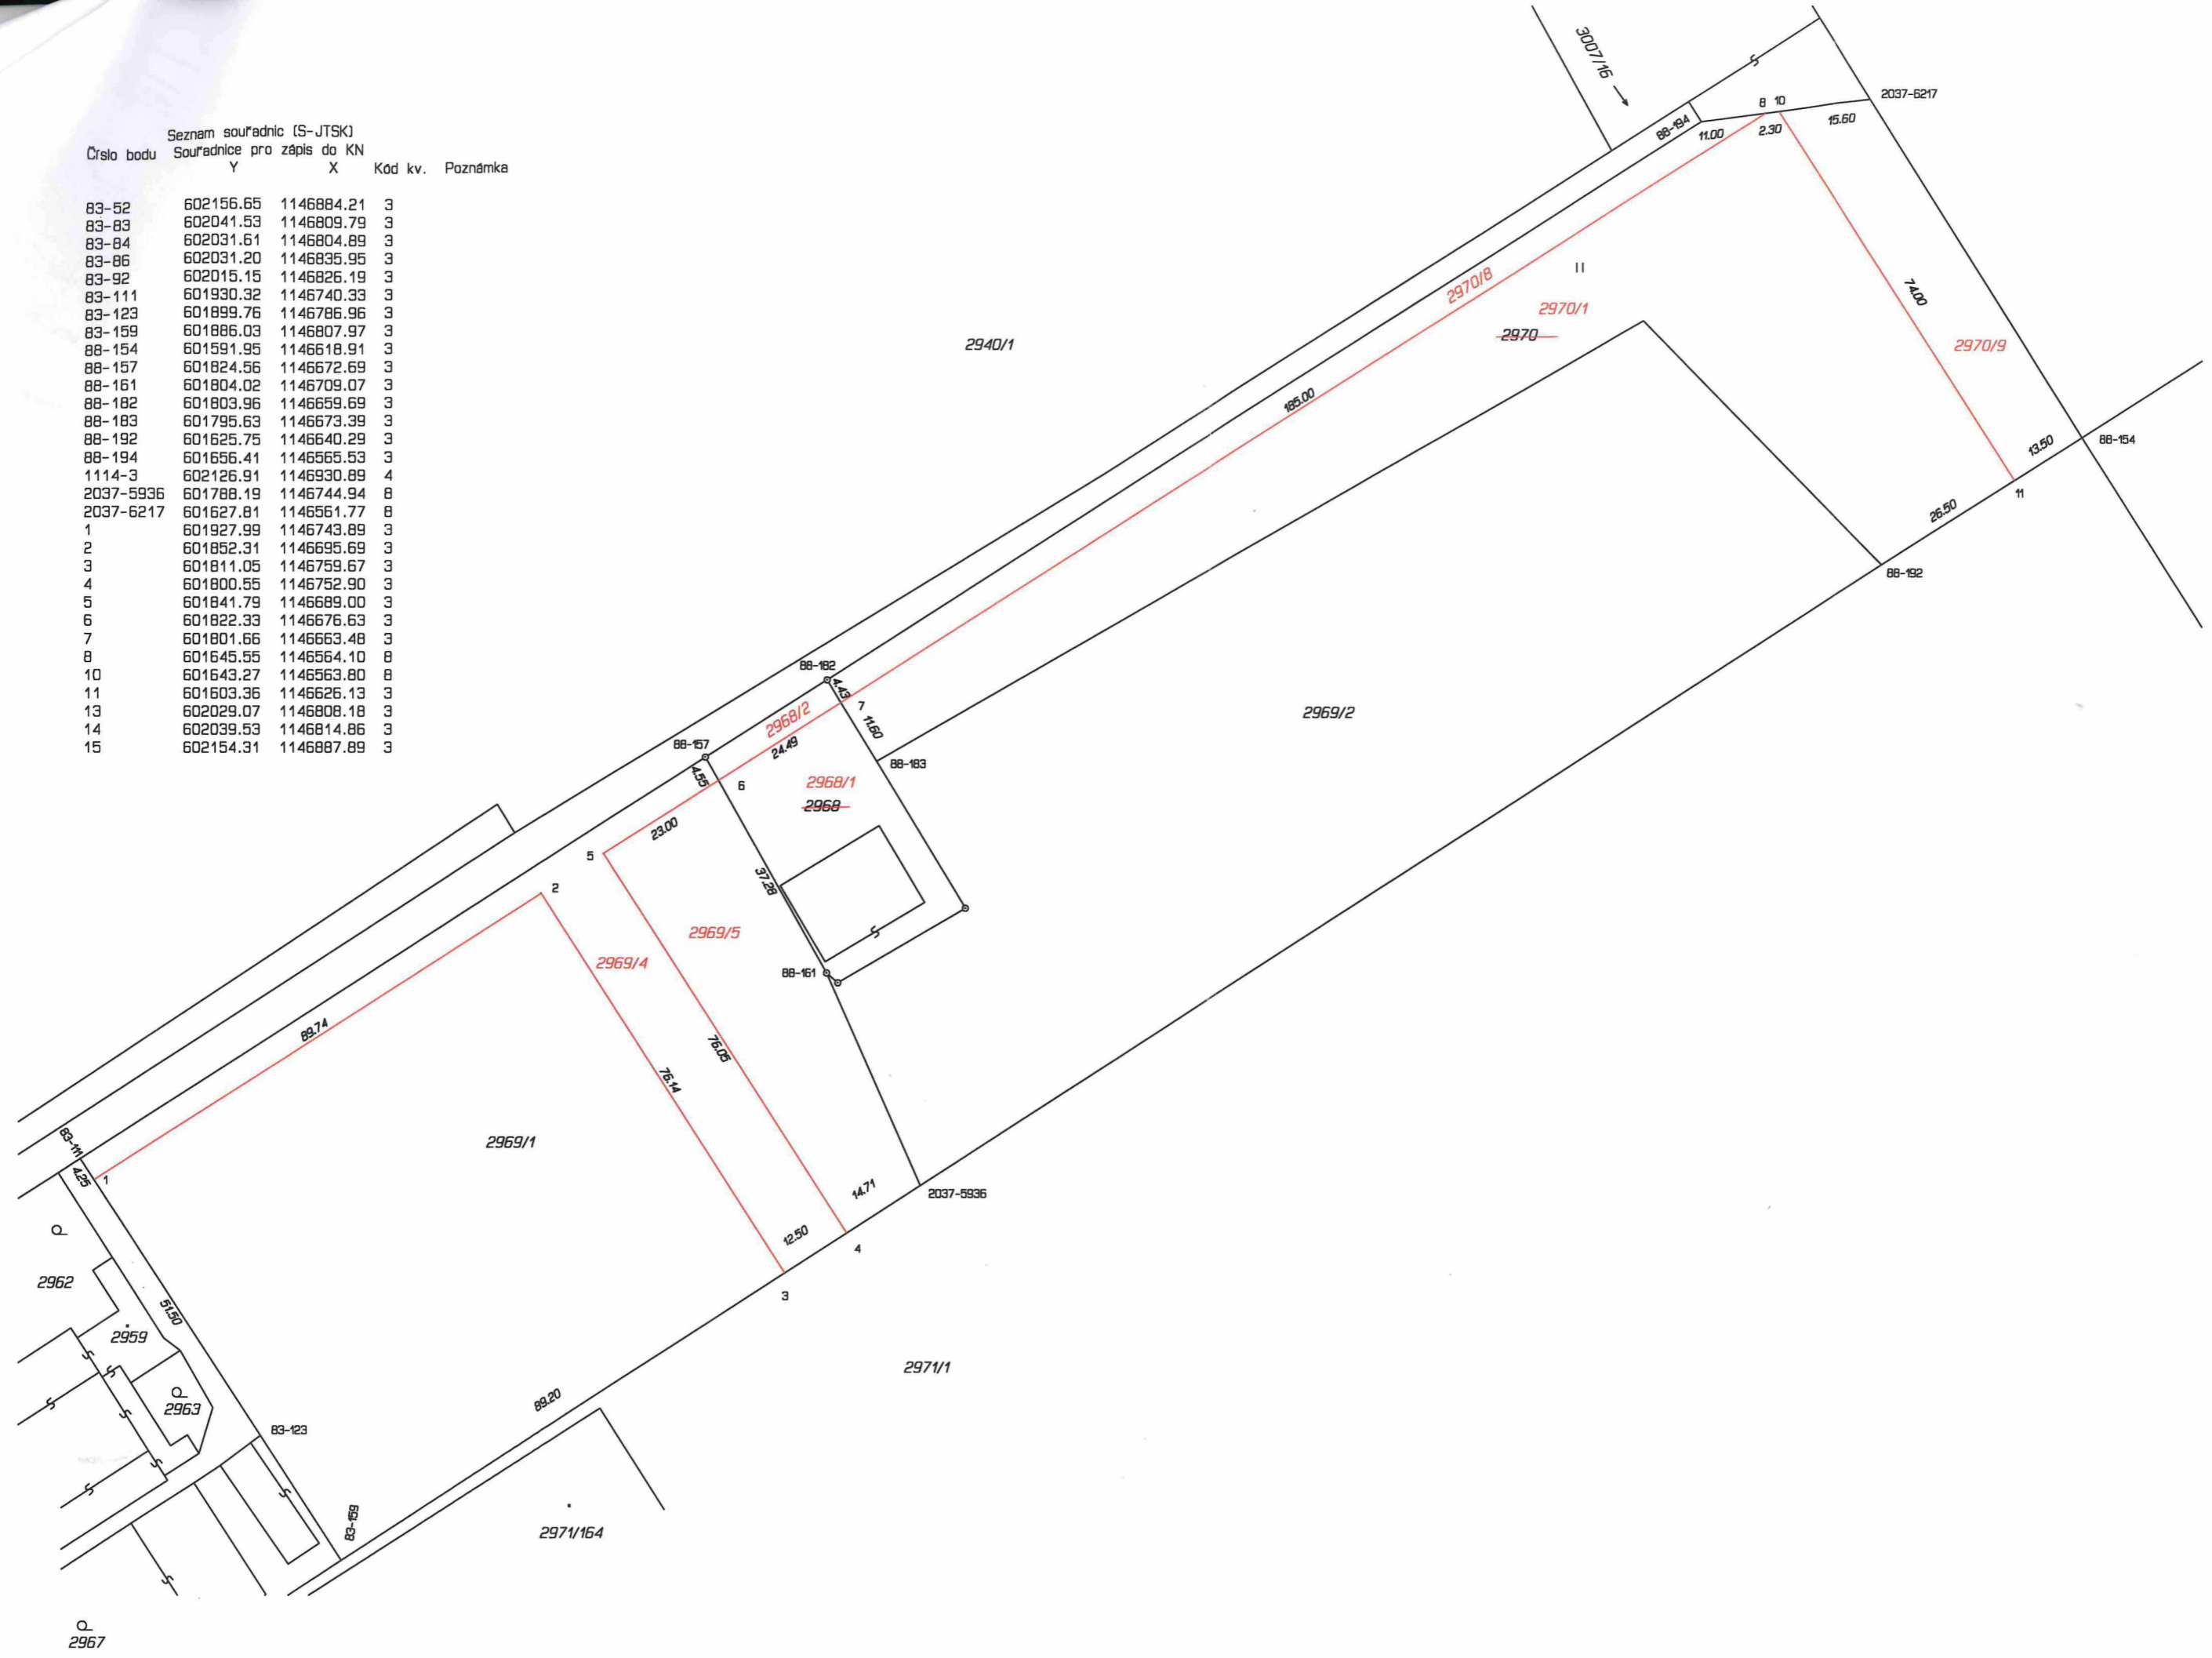 Seznam souřadnic (S-JTSK)
Číslo bodu Souřadnice pro zápis do KN
Y X Kód kv. Poznámka
83-52 602156.65 1146884.21 3
83-83 602041.53 1146809.79 3
83-84 602031.61 1146804.89 3
83-86 602031.20 1146835.95 3
83-92 602015.15 1146826.19 3
83-111 601930.32 1146740.33 3
83-123 601899.76 1146786.96 3
83-159 601886.03 1146807.97 3
88-154 601591.95 1146618.91 3
88-157 601824.56 1146672.69 3
88-161 601804.02 1146709.07 3
88-182 601803.96 1146659.69 3
88-183 601795.63 1146673.39 3
88-192 601625.75 1146640.29 3
88-194 601656.41 1146565.53 3
1114-3 602126.91 1146930.89 4
2037-5936 601788.19 1146744.94 8
2037-6217 601627.81 1146561.77 8
1 601927.99 1146743.89 3
2 601852.31 1146695.69 3
3 601811.05 1146759.67 3
4 601800.55 1146752.90 3
5 601841.79 1146689.00 3
6 601822.33 1146676.63 3
7 601801.66 1146663.48 3
8 601645.55 1146564.10 8
10 601643.27 1146563.80 8
11 601603.36 1146626.13 3
13 602029.07 1146808.18 3
14 602039.53 1146814.86 3
15 602154.31 1146887.89 3
3007/16
2037-6217
8 10
88-194
11.00
2.30
15.60
2970/8
2970/1
2970
74.00
2970/9
2940/1
185.00
13.50
88-154
11
26.50
88-192
88-182
4.43
7
11.60
2968/2
24.49
88-157
4.55
6
88-183
2968/1
2968
2969/2
23.00
5
2
37.28
2969/5
2969/4
88-161
89.74
76.05
76.14
2969/1
83-111
4.25
1
14.71
2037-5936
12.50
4
3
2962
51.50
2959
2963
83-123
89.20
2971/1
83-159
2971/164
2967